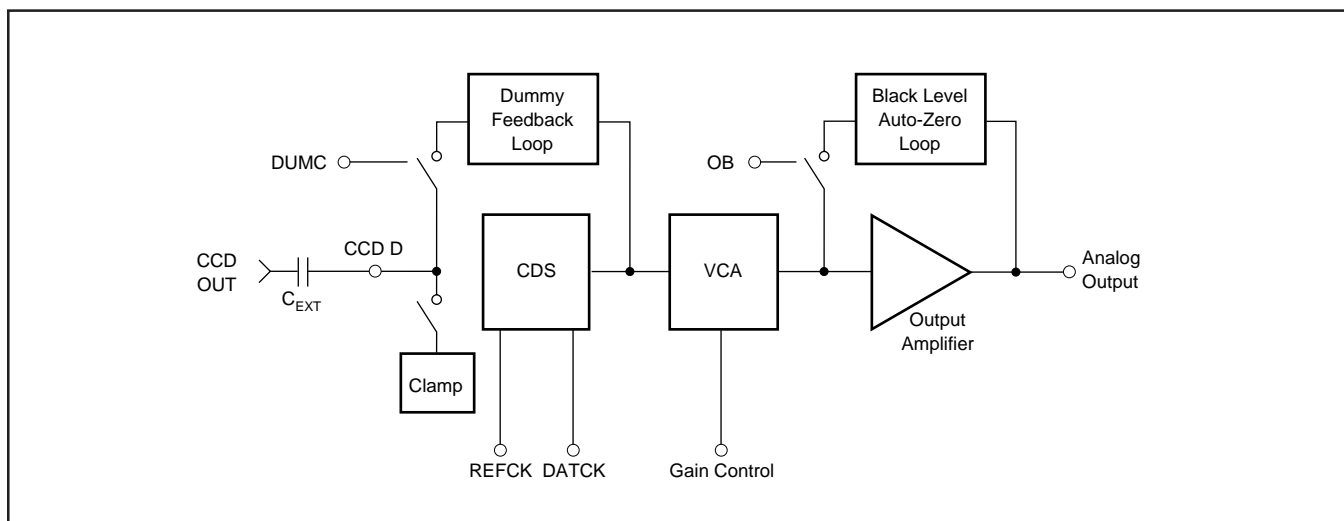 Dummy
Feedback
Loop
Black Level
Auto-Zero
Loop
DUMC
OB
CCD
OUT
C_EXT
CCD D
CDS
VCA
Output
Amplifier
Analog
Output
Clamp
REFCK
DATCK
Gain Control